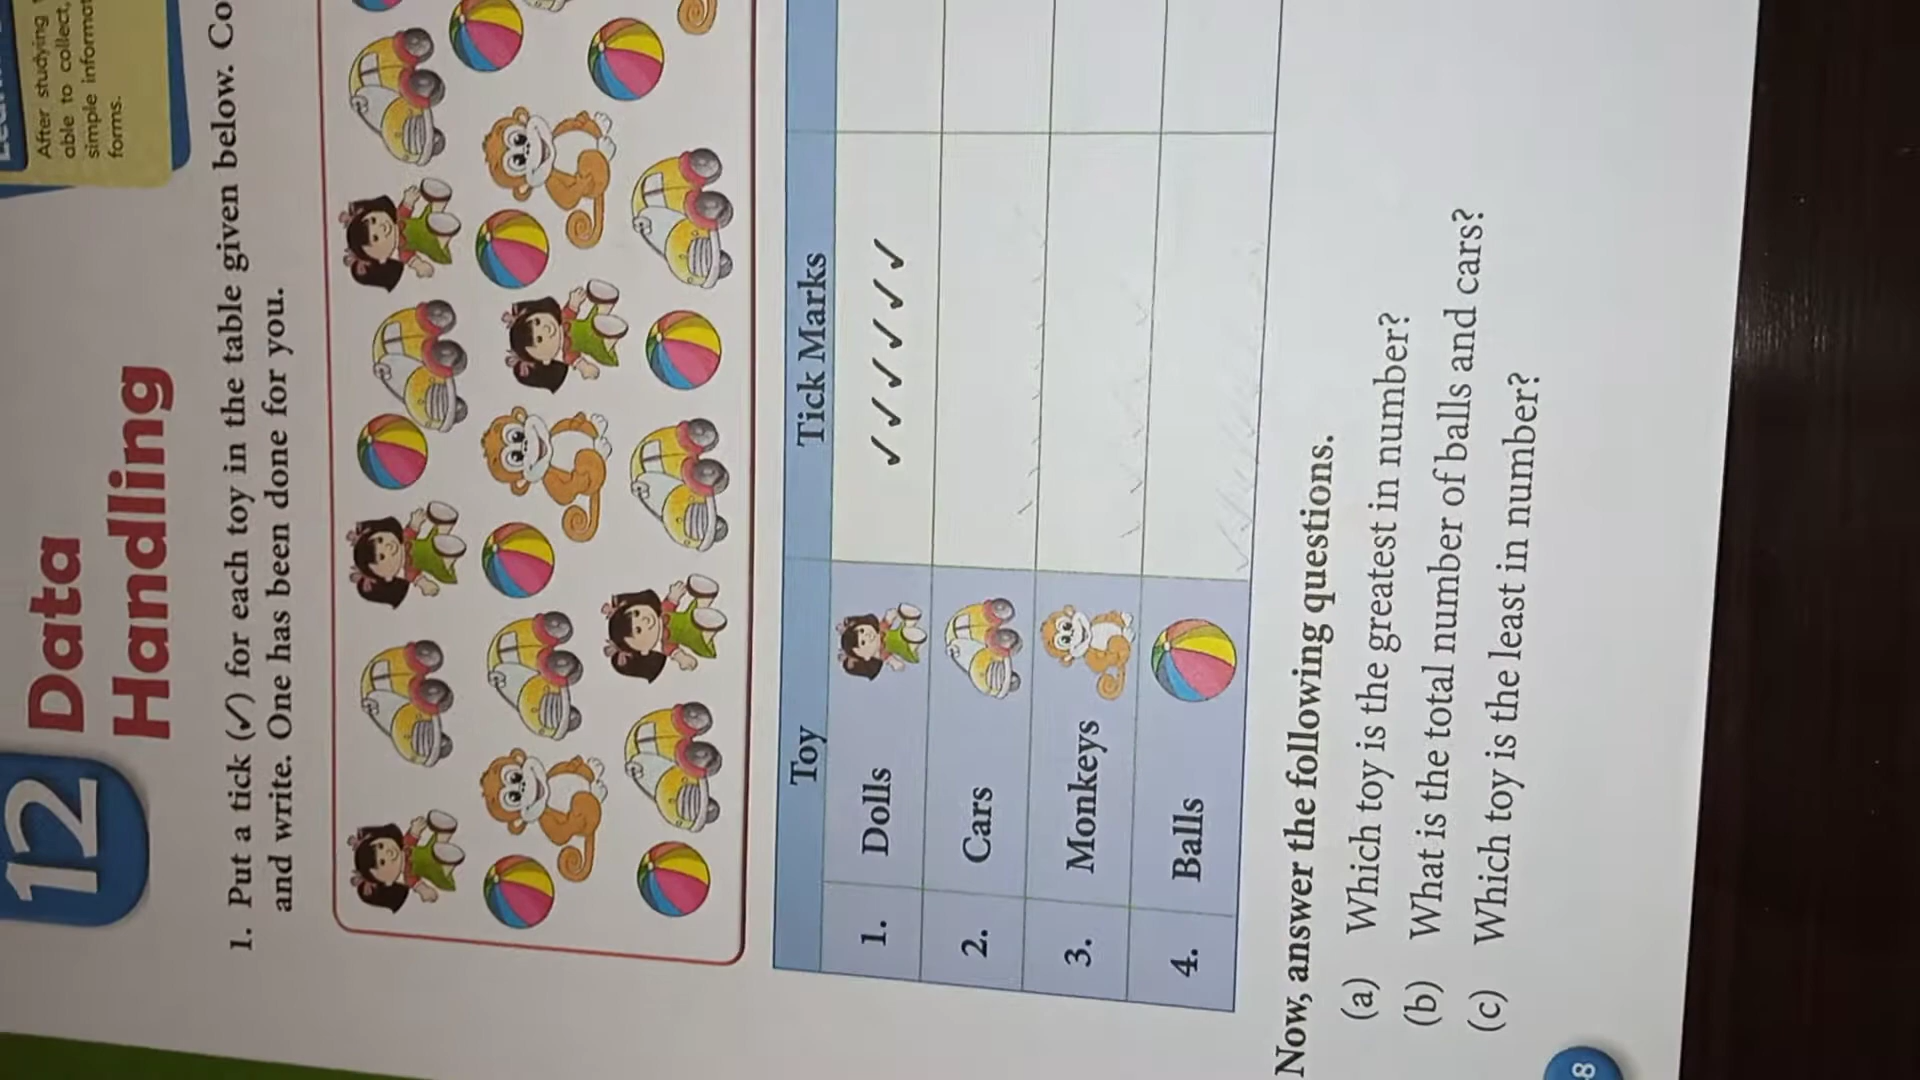 After studying
able to collect,
simple informat
forms.
12
Data
Handling
1. Put a tick (✓) for each toy in the table given below. Co
and write. One has been done for you.
Toy Tick Marks
1. Dolls ✓ ✓ ✓ ✓ ✓ ✓
2. Cars
3. Monkeys
4. Balls
Now, answer the following questions.
(a) Which toy is the greatest in number?
(b) What is the total number of balls and cars?
(c) Which toy is the least in number?
8